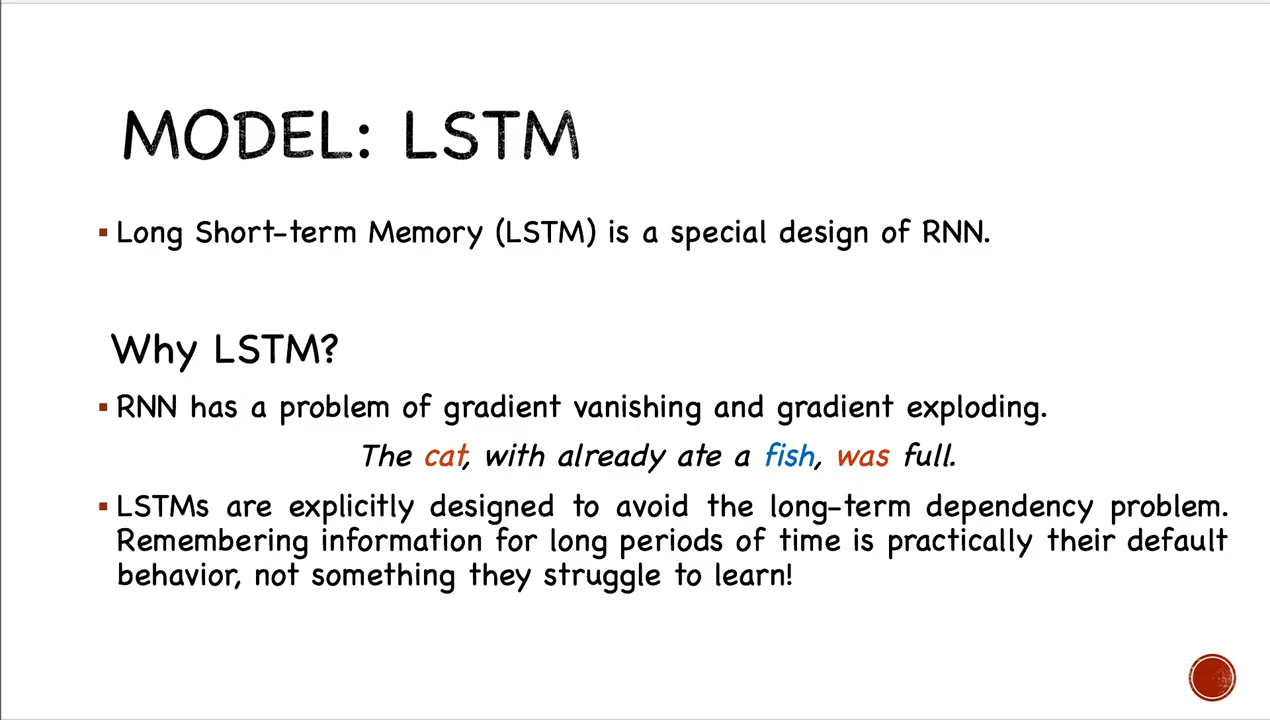 MODEL: LSTM
▪ Long Short-term Memory (LSTM) is a special design of RNN.
Why LSTM?
▪ RNN has a problem of gradient vanishing and gradient exploding.
The cat, with already ate a fish, was full.
▪ LSTMs are explicitly designed to avoid the long-term dependency problem.
Remembering information for long periods of time is practically their default
behavior, not something they struggle to learn!